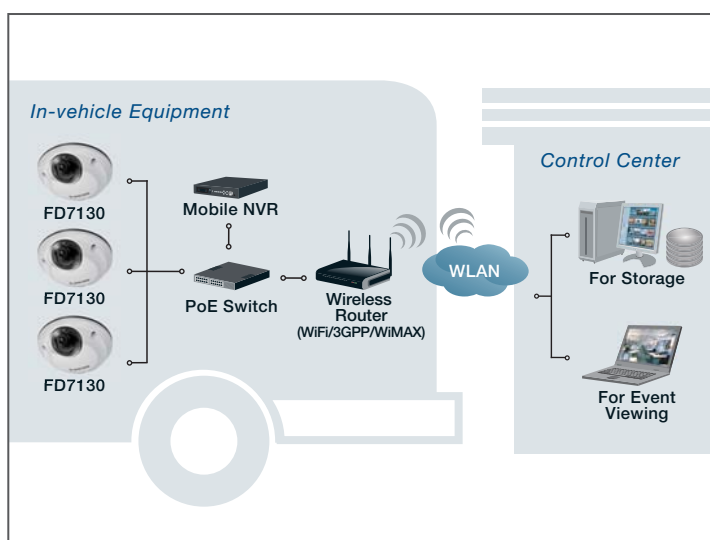 In-vehicle Equipment
FD7130
FD7130
FD7130
Mobile NVR
PoE Switch
Wireless
Router
(WiFi/3GPP/WiMAX)
WLAN
Control Center
For Storage
For Event
Viewing